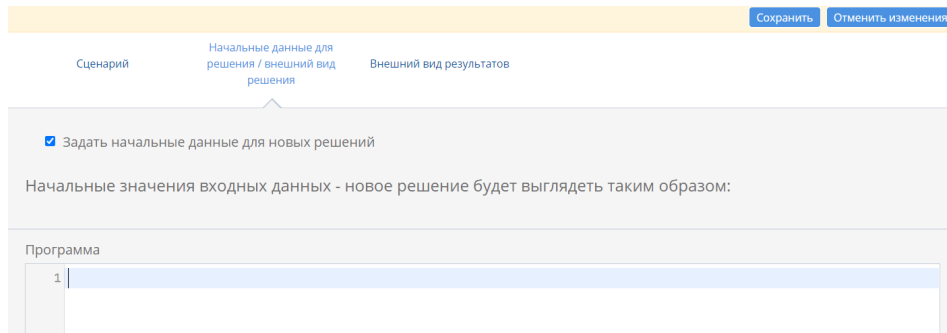 Сохранить Отменить изменения
Сценарий
Начальные данные для
решения / внешний вид
решения
Внешний вид результатов
Задать начальные данные для новых решений
Начальные значения входных данных - новое решение будет выглядеть таким образом:
Программа
1